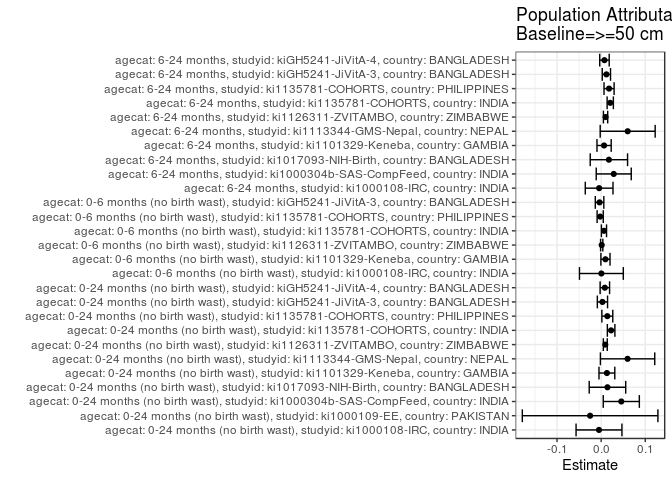 Population Attributa
Baseline=>=50 cm
agecat: 6-24 months, studyid: kiGH5241-JiVitA-4, country: BANGLADESH
agecat: 6-24 months, studyid: kiGH5241-JiVitA-3, country: BANGLADESH
agecat: 6-24 months, studyid: ki1135781-COHORTS, country: PHILIPPINES
agecat: 6-24 months, studyid: ki1135781-COHORTS, country: INDIA
agecat: 6-24 months, studyid: ki1126311-ZVITAMBO, country: ZIMBABWE
agecat: 6-24 months, studyid: ki1113344-GMS-Nepal, country: NEPAL
agecat: 6-24 months, studyid: ki1101329-Keneba, country: GAMBIA
agecat: 6-24 months, studyid: ki1017093-NIH-Birth, country: BANGLADESH
agecat: 6-24 months, studyid: ki1000304b-SAS-CompFeed, country: INDIA
agecat: 6-24 months, studyid: ki1000108-IRC, country: INDIA
agecat: 0-6 months (no birth wast), studyid: kiGH5241-JiVitA-3, country: BANGLADESH
agecat: 0-6 months (no birth wast), studyid: ki1135781-COHORTS, country: PHILIPPINES
agecat: 0-6 months (no birth wast), studyid: ki1135781-COHORTS, country: INDIA
agecat: 0-6 months (no birth wast), studyid: ki1126311-ZVITAMBO, country: ZIMBABWE
agecat: 0-6 months (no birth wast), studyid: ki1101329-Keneba, country: GAMBIA
agecat: 0-6 months (no birth wast), studyid: ki1000108-IRC, country: INDIA
agecat: 0-24 months (no birth wast), studyid: kiGH5241-JiVitA-4, country: BANGLADESH
agecat: 0-24 months (no birth wast), studyid: kiGH5241-JiVitA-3, country: BANGLADESH
agecat: 0-24 months (no birth wast), studyid: ki1135781-COHORTS, country: PHILIPPINES
agecat: 0-24 months (no birth wast), studyid: ki1135781-COHORTS, country: INDIA
agecat: 0-24 months (no birth wast), studyid: ki1126311-ZVITAMBO, country: ZIMBABWE
agecat: 0-24 months (no birth wast), studyid: ki1113344-GMS-Nepal, country: NEPAL
agecat: 0-24 months (no birth wast), studyid: ki1101329-Keneba, country: GAMBIA
agecat: 0-24 months (no birth wast), studyid: ki1017093-NIH-Birth, country: BANGLADESH
agecat: 0-24 months (no birth wast), studyid: ki1000304b-SAS-CompFeed, country: INDIA
agecat: 0-24 months (no birth wast), studyid: ki1000109-EE, country: PAKISTAN
agecat: 0-24 months (no birth wast), studyid: ki1000108-IRC, country: INDIA
-0.1 0.0 0.1
Estimate